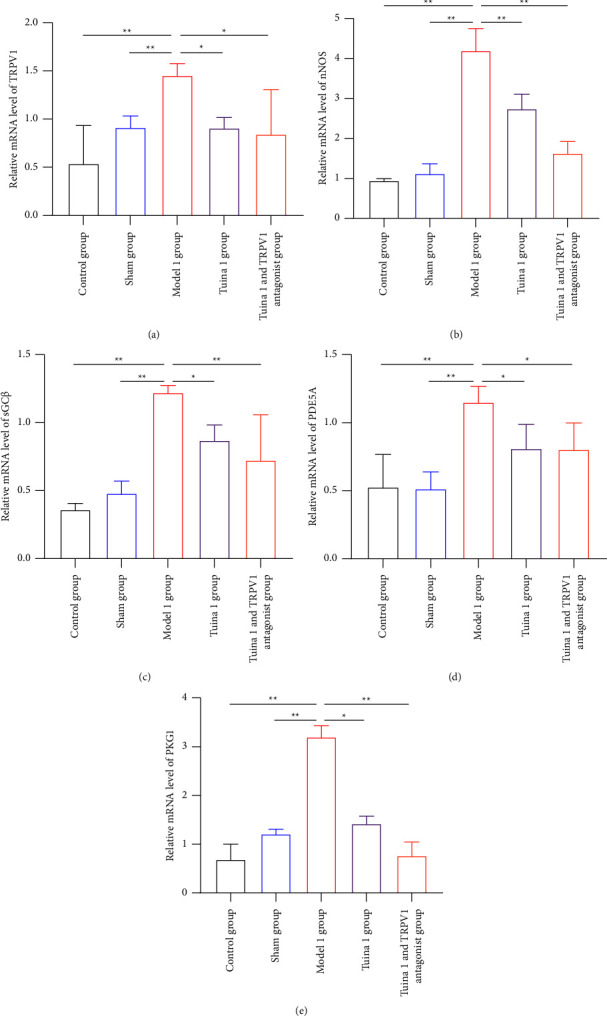 Relative mRNA level of TRPV1
2.0
1.5
1.0
0.5
0.0
**
*
**
*
Control group
Sham group
Model 1 group
Tuina 1 group
Tuina 1 and TRPV1
antagonist group
(a)
Relative mRNA level of nNOS
5
4
3
2
1
0
**
**
**
**
Control group
Sham group
Model 1 group
Tuina 1 group
Tuina 1 and TRPV1
antagonist group
(b)
Relative mRNA level of sGCβ
1.5
1.0
0.5
0.0
**
**
**
*
Control group
Sham group
Model 1 group
Tuina 1 group
Tuina 1 and TRPV1
antagonist group
(c)
Relative mRNA level of PDE5A
1.5
1.0
0.5
0.0
**
*
**
*
Control group
Sham group
Model 1 group
Tuina 1 group
Tuina 1 and TRPV1
antagonist group
(d)
Relative mRNA level of PKG1
4
3
2
1
0
**
**
**
*
Control group
Sham group
Model 1 group
Tuina 1 group
Tuina 1 and TRPV1
antagonist group
(e)